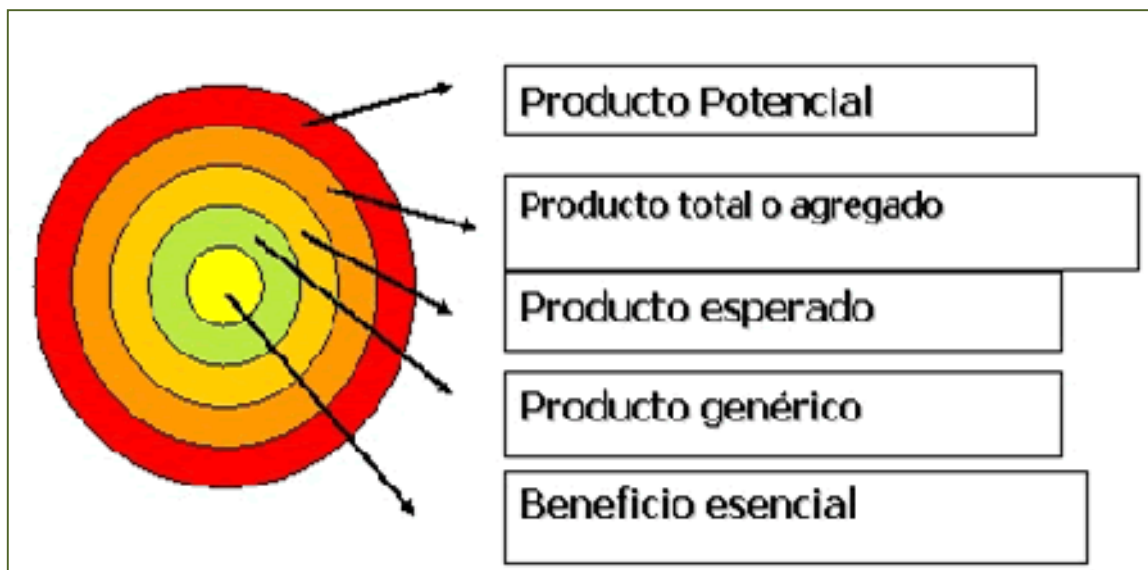 Producto Potencial
Producto total o agregado
Producto esperado
Producto genérico
Beneficio esencial